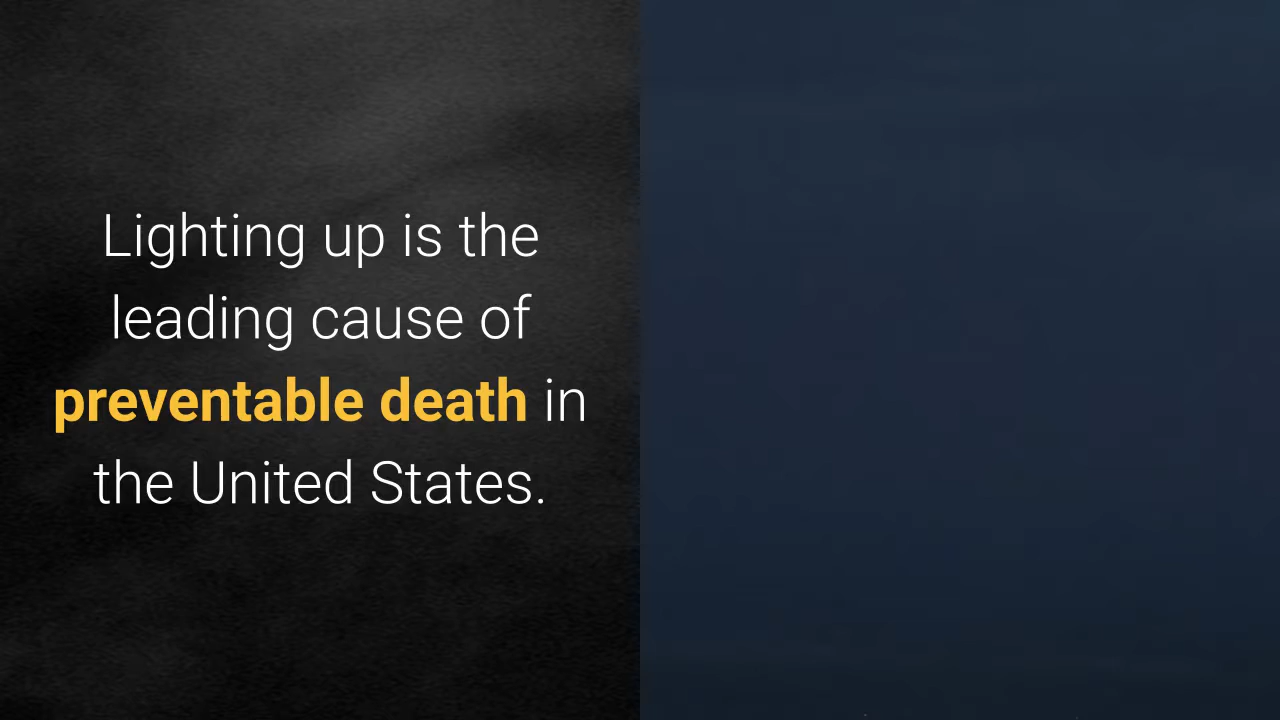 Lighting up is the
leading cause of
preventable death in
the United States.